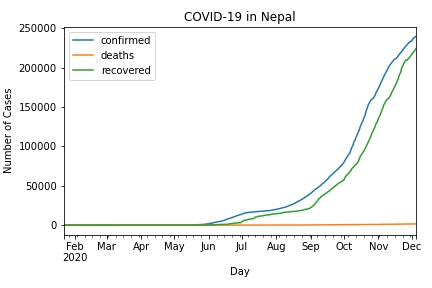 COVID-19 in Nepal
confirmed
deaths
recovered
Number of Cases
250000
200000
150000
100000
50000
0
Feb Mar Apr May Jun Jul Aug Sep Oct Nov Dec
2020
Day